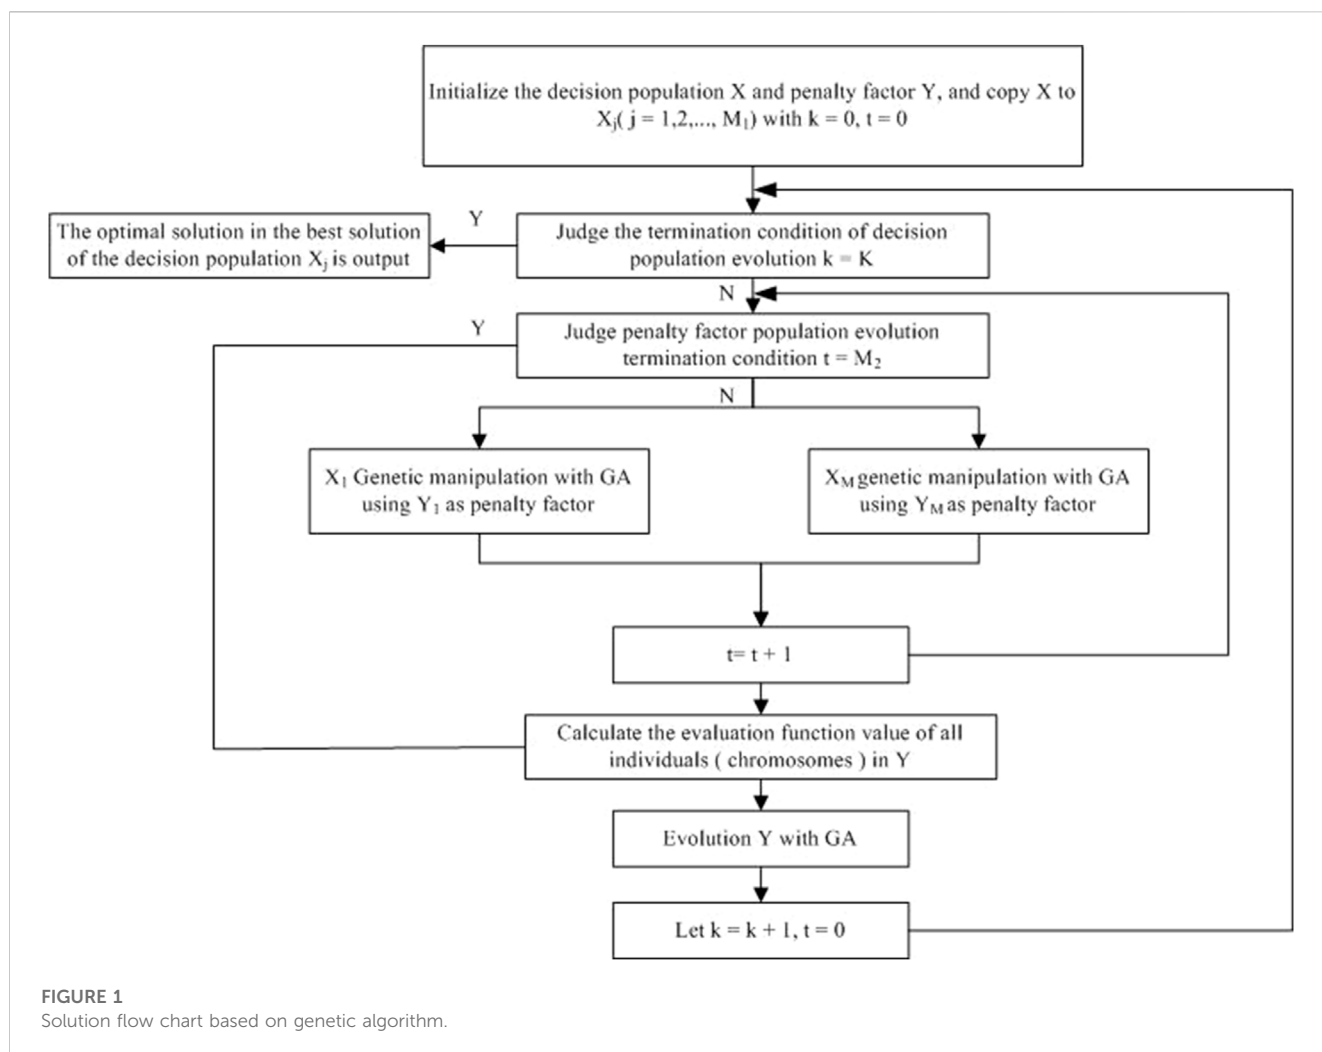 Initialize the decision population X and penalty factor Y, and copy X to
Xj( j = 1,2,..., M1) with k = 0, t = 0
Y
The optimal solution in the best solution
of the decision population Xj is output
Judge the termination condition of decision
population evolution k = K
N
Y
Judge penalty factor population evolution
termination condition t = M2
N
X1 Genetic manipulation with GA
using Y1 as penalty factor
XM genetic manipulation with GA
using YM as penalty factor
t= t + 1
Calculate the evaluation function value of all
individuals ( chromosomes ) in Y
Evolution Y with GA
Let k = k + 1, t = 0
FIGURE 1
Solution flow chart based on genetic algorithm.